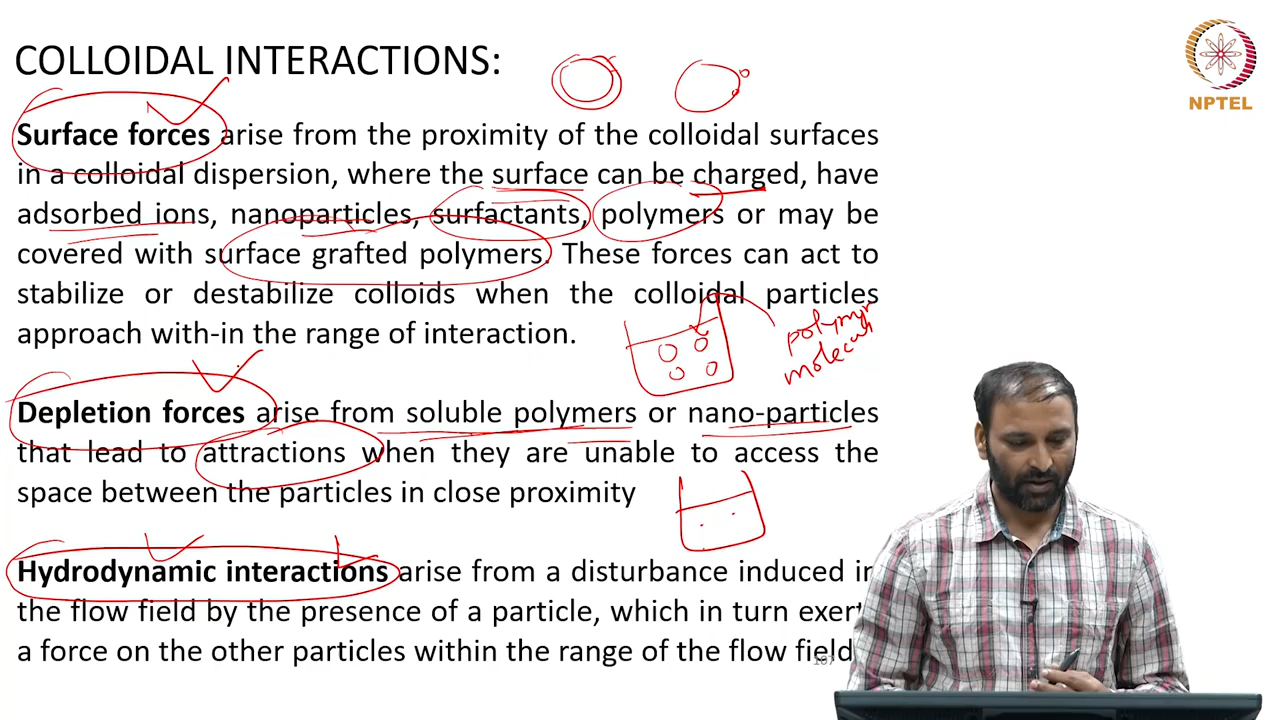 COLLOIDAL INTERACTIONS:
NPTEL
Surface forces arise from the proximity of the colloidal surfaces
in a colloidal dispersion, where the surface can be charged, have
adsorbed ions, nanoparticles, surfactants, polymers or may be
covered with surface grafted polymers. These forces can act to
stabilize or destabilize colloids when the colloidal particles
approach with-in the range of interaction.
polymer
Depletion forces arise from soluble polymers or nano-particles
that lead to attractions when they are unable to access the
space between the particles in close proximity
Hydrodynamic interactions arise from a disturbance induced in
the flow field by the presence of a particle, which in turn exert
a force on the other particles within the range of the flow field